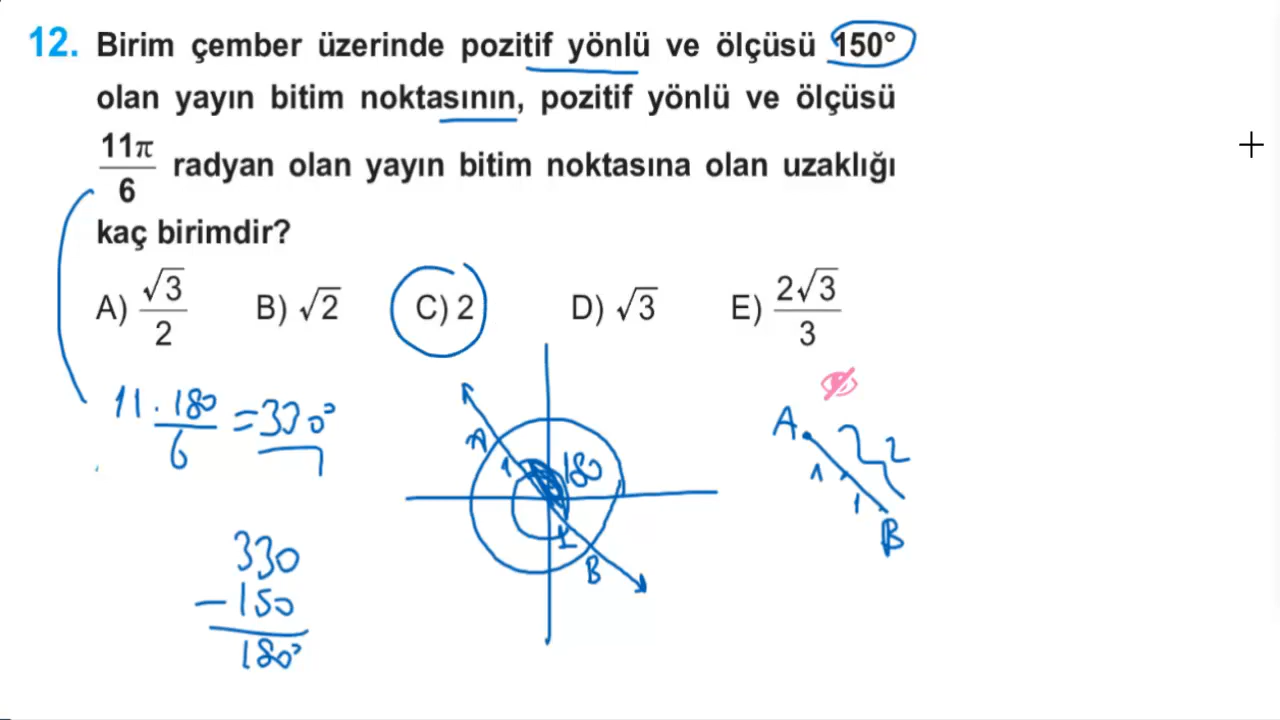 12. Birim çember üzerinde pozitif yönlü ve ölçüsü 150°
olan yayın bitim noktasının, pozitif yönlü ve ölçüsü
11π/6 radyan olan yayın bitim noktasına olan uzaklığı
kaç birimdir?
A) √3/2 B) √2 C) 2 D) √3 E) 2√3/3
11.180/6 = 330°
330
-150
180°
A
1
180
1
B
A
1
2
1
B